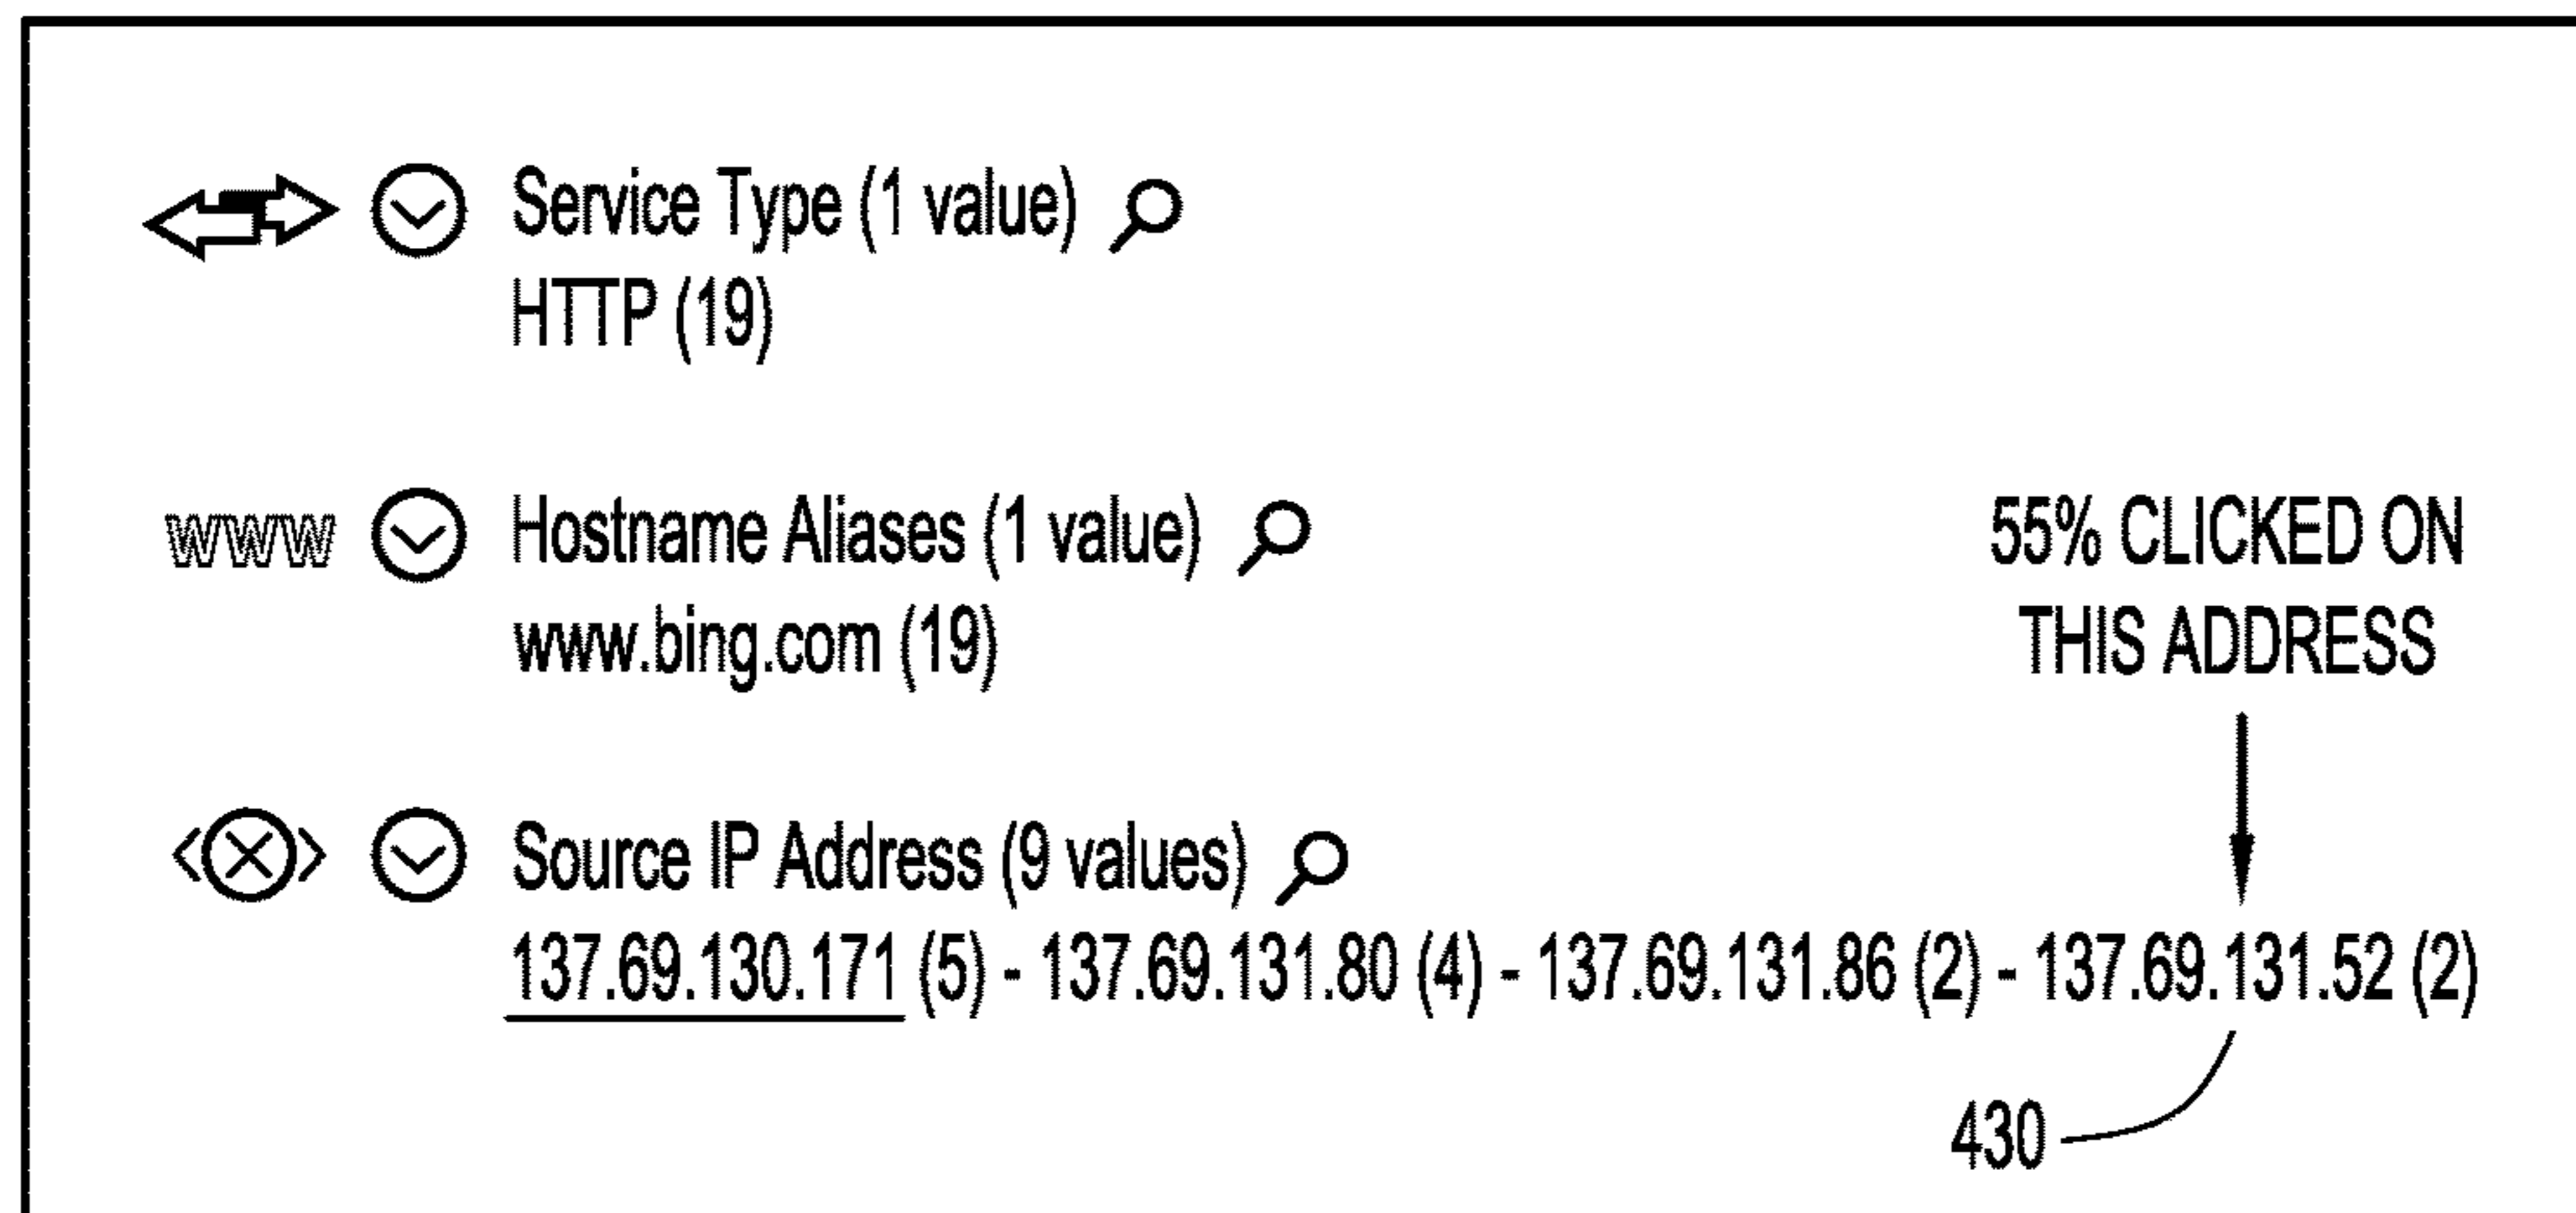 Service Type (1 value)
HTTP (19)
www Hostname Aliases (1 value)
www.bing.com (19)
55% CLICKED ON
THIS ADDRESS
Source IP Address (9 values)
137.69.130.171 (5) - 137.69.131.80 (4) - 137.69.131.86 (2) - 137.69.131.52 (2)
430